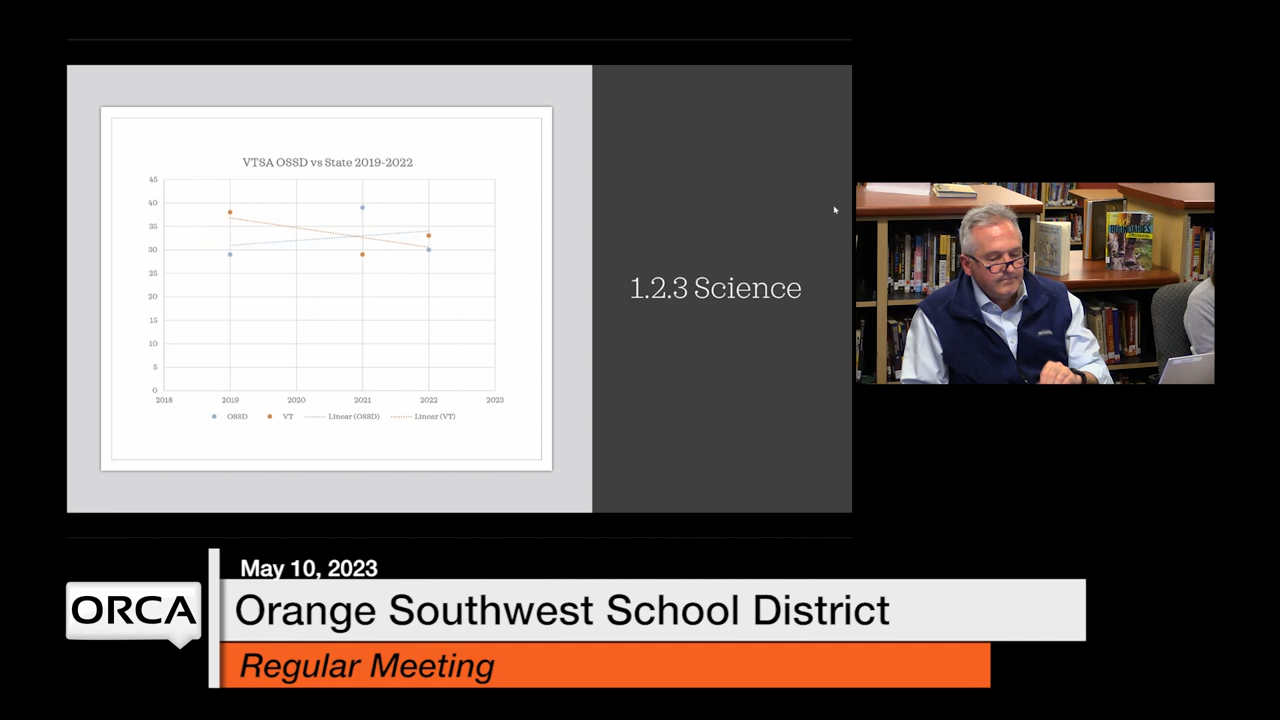 VTSA OSSD vs State 2019-2022
45
40
35
30
25
20
15
10
5
0
2018 2019 2020 2021 2022 2023
OSSD VT Linear (OSSD) Linear (VT)
1.2.3 Science
BOUNDARIES
May 10, 2023
ORCA
Orange Southwest School District
Regular Meeting